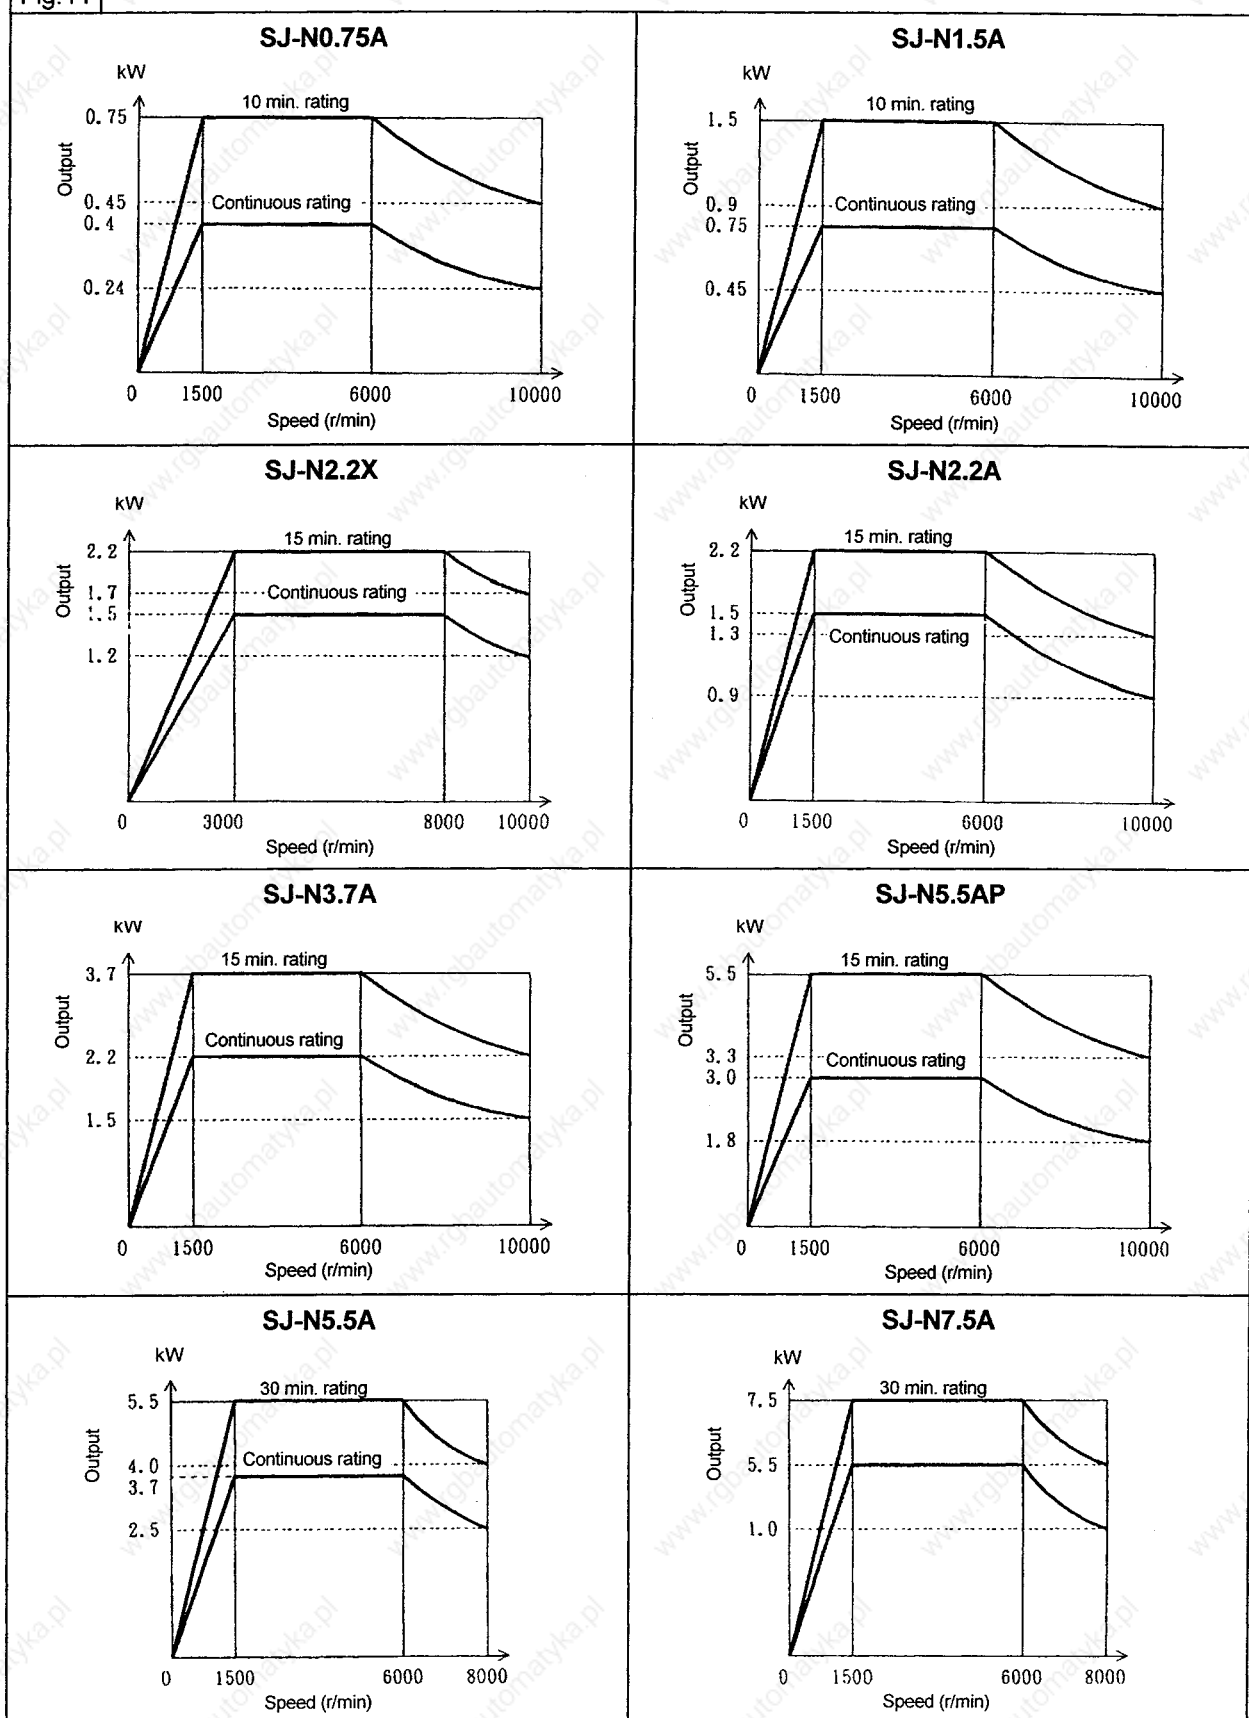 SJ-N0.75A
kW
0.75
10 min. rating
Output
0.45
Continuous rating
0.4
0.24
0 1500 6000 10000
Speed (r/min)
SJ-N1.5A
kW
1.5
10 min. rating
Output
0.9
Continuous rating
0.75
0.45
0 1500 6000 10000
Speed (r/min)
SJ-N2.2X
kW
2.2
15 min. rating
Output
1.7
Continuous rating
1.5
1.2
0 3000 8000 10000
Speed (r/min)
SJ-N2.2A
kW
2.2
15 min. rating
Output
1.5
1.3
Continuous rating
0.9
0 1500 6000 10000
Speed (r/min)
SJ-N3.7A
kW
3.7
15 min. rating
Output
Continuous rating
2.2
1.5
0 1500 6000 10000
Speed (r/min)
SJ-N5.5AP
kW
5.5
15 min. rating
Output
3.3
Continuous rating
3.0
1.8
0 1500 6000 10000
Speed (r/min)
SJ-N5.5A
kW
5.5
30 min. rating
Output
4.0
Continuous rating
3.7
2.5
0 1500 6000 8000
Speed (r/min)
SJ-N7.5A
kW
7.5
30 min. rating
Output
5.5
1.0
0 1500 6000 8000
Speed (r/min)
www.rgbautomatyka.pl